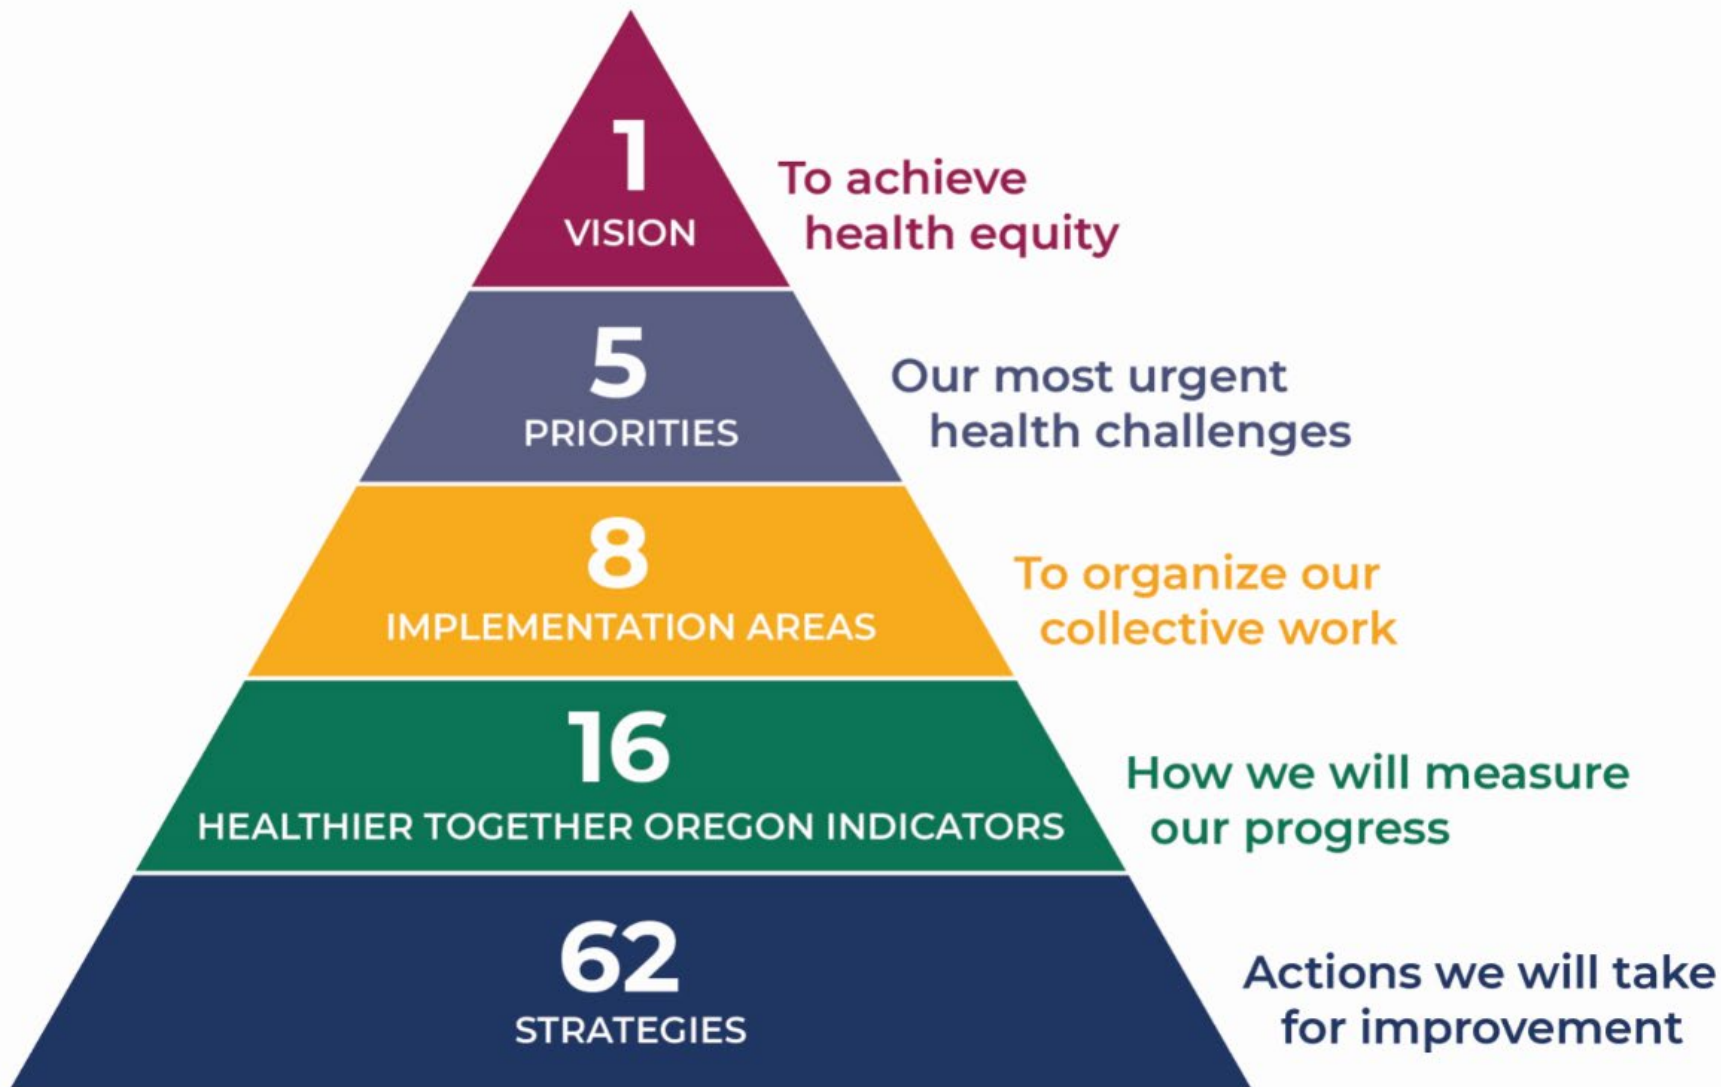 1
VISION
To achieve
health equity
5
PRIORITIES
Our most urgent
health challenges
8
IMPLEMENTATION AREAS
To organize our
collective work
16
HEALTHIER TOGETHER OREGON INDICATORS
How we will measure
our progress
62
STRATEGIES
Actions we will take
for improvement